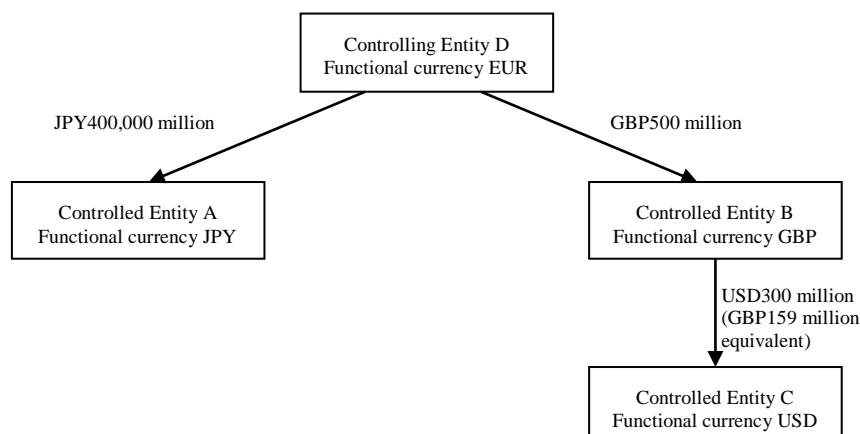 Controlling Entity D
Functional currency EUR
JPY400,000 million
GBP500 million
Controlled Entity A
Functional currency JPY
Controlled Entity B
Functional currency GBP
USD300 million
(GBP159 million
equivalent)
Controlled Entity C
Functional currency USD